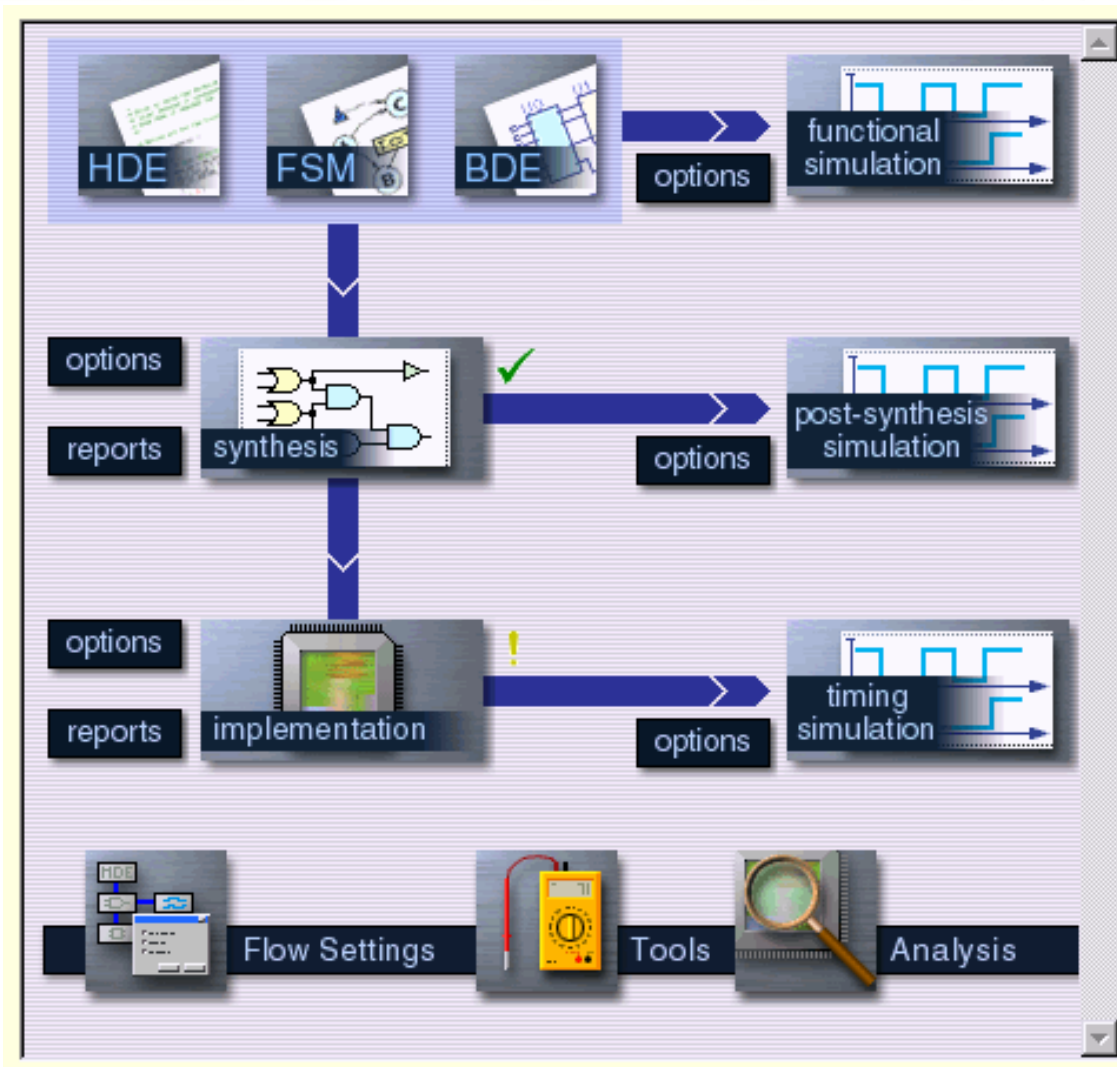 HDE
FSM
BDE
options
functional
simulation
options
reports
synthesis
options
post-synthesis
simulation
options
reports
implementation
options
timing
simulation
HDE
Flow Settings
Tools
Analysis